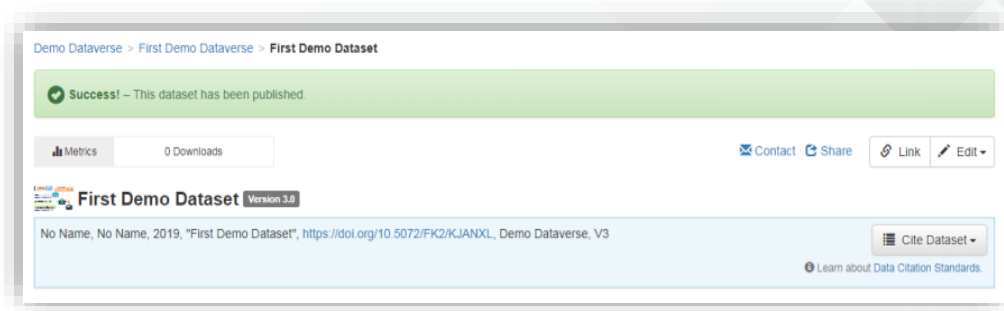 Demo Dataverse > First Demo Dataverse > First Demo Dataset
Success! – This dataset has been published.
Metrics
0 Downloads
Contact
Share
Link
Edit
First Demo Dataset Version 3.0
No Name, No Name, 2019, "First Demo Dataset", https://doi.org/10.5072/FK2/KJANXL, Demo Dataverse, V3
Cite Dataset
Learn about Data Citation Standards.